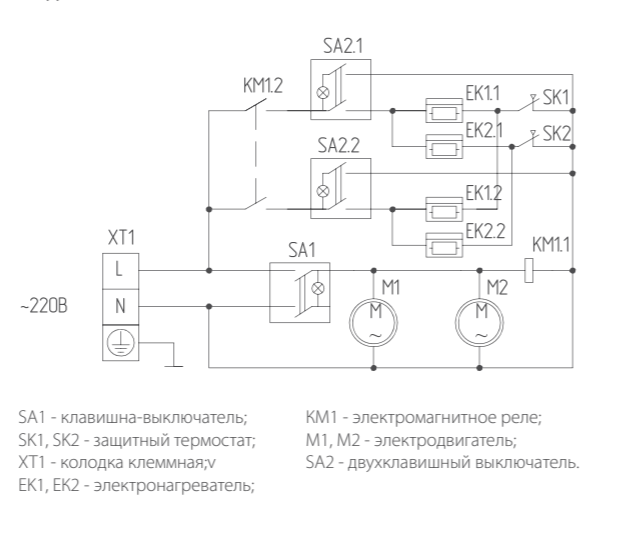 SA2.1
KM1.2
EK1.1
SK1
EK2.1
SK2
SA2.2
EK1.2
EK2.2
XT1
SA1
KM1.1
L
M1
M2
~220В
N
M
~
M
~
SA1 - клавишна-выключатель;
SK1, SK2 - защитный термостат;
XT1 - колодка клеммная;v
EK1, EK2 - электронагреватель;
KM1 - электромагнитное реле;
M1, M2 - электродвигатель;
SA2 - двухклавишный выключатель.